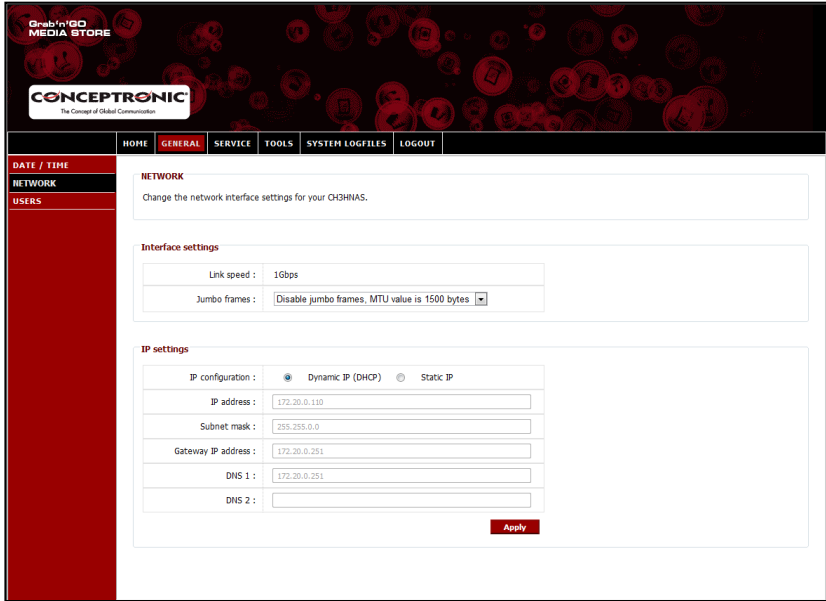 Grab'n'GO
MEDIA STORE
CONCEPTRONIC
The Concept of Global Communication
HOME GENERAL SERVICE TOOLS SYSTEM LOGFILES LOGOUT
DATE / TIME
NETWORK
USERS
NETWORK
Change the network interface settings for your CH3HNAS.
Interface settings
Link speed : 1Gbps
Jumbo frames : Disable jumbo frames, MTU value is 1500 bytes
IP settings
IP configuration : Dynamic IP (DHCP) Static IP
IP address : 172.20.0.110
Subnet mask : 255.255.0.0
Gateway IP address : 172.20.0.251
DNS 1 : 172.20.0.251
DNS 2 :
Apply